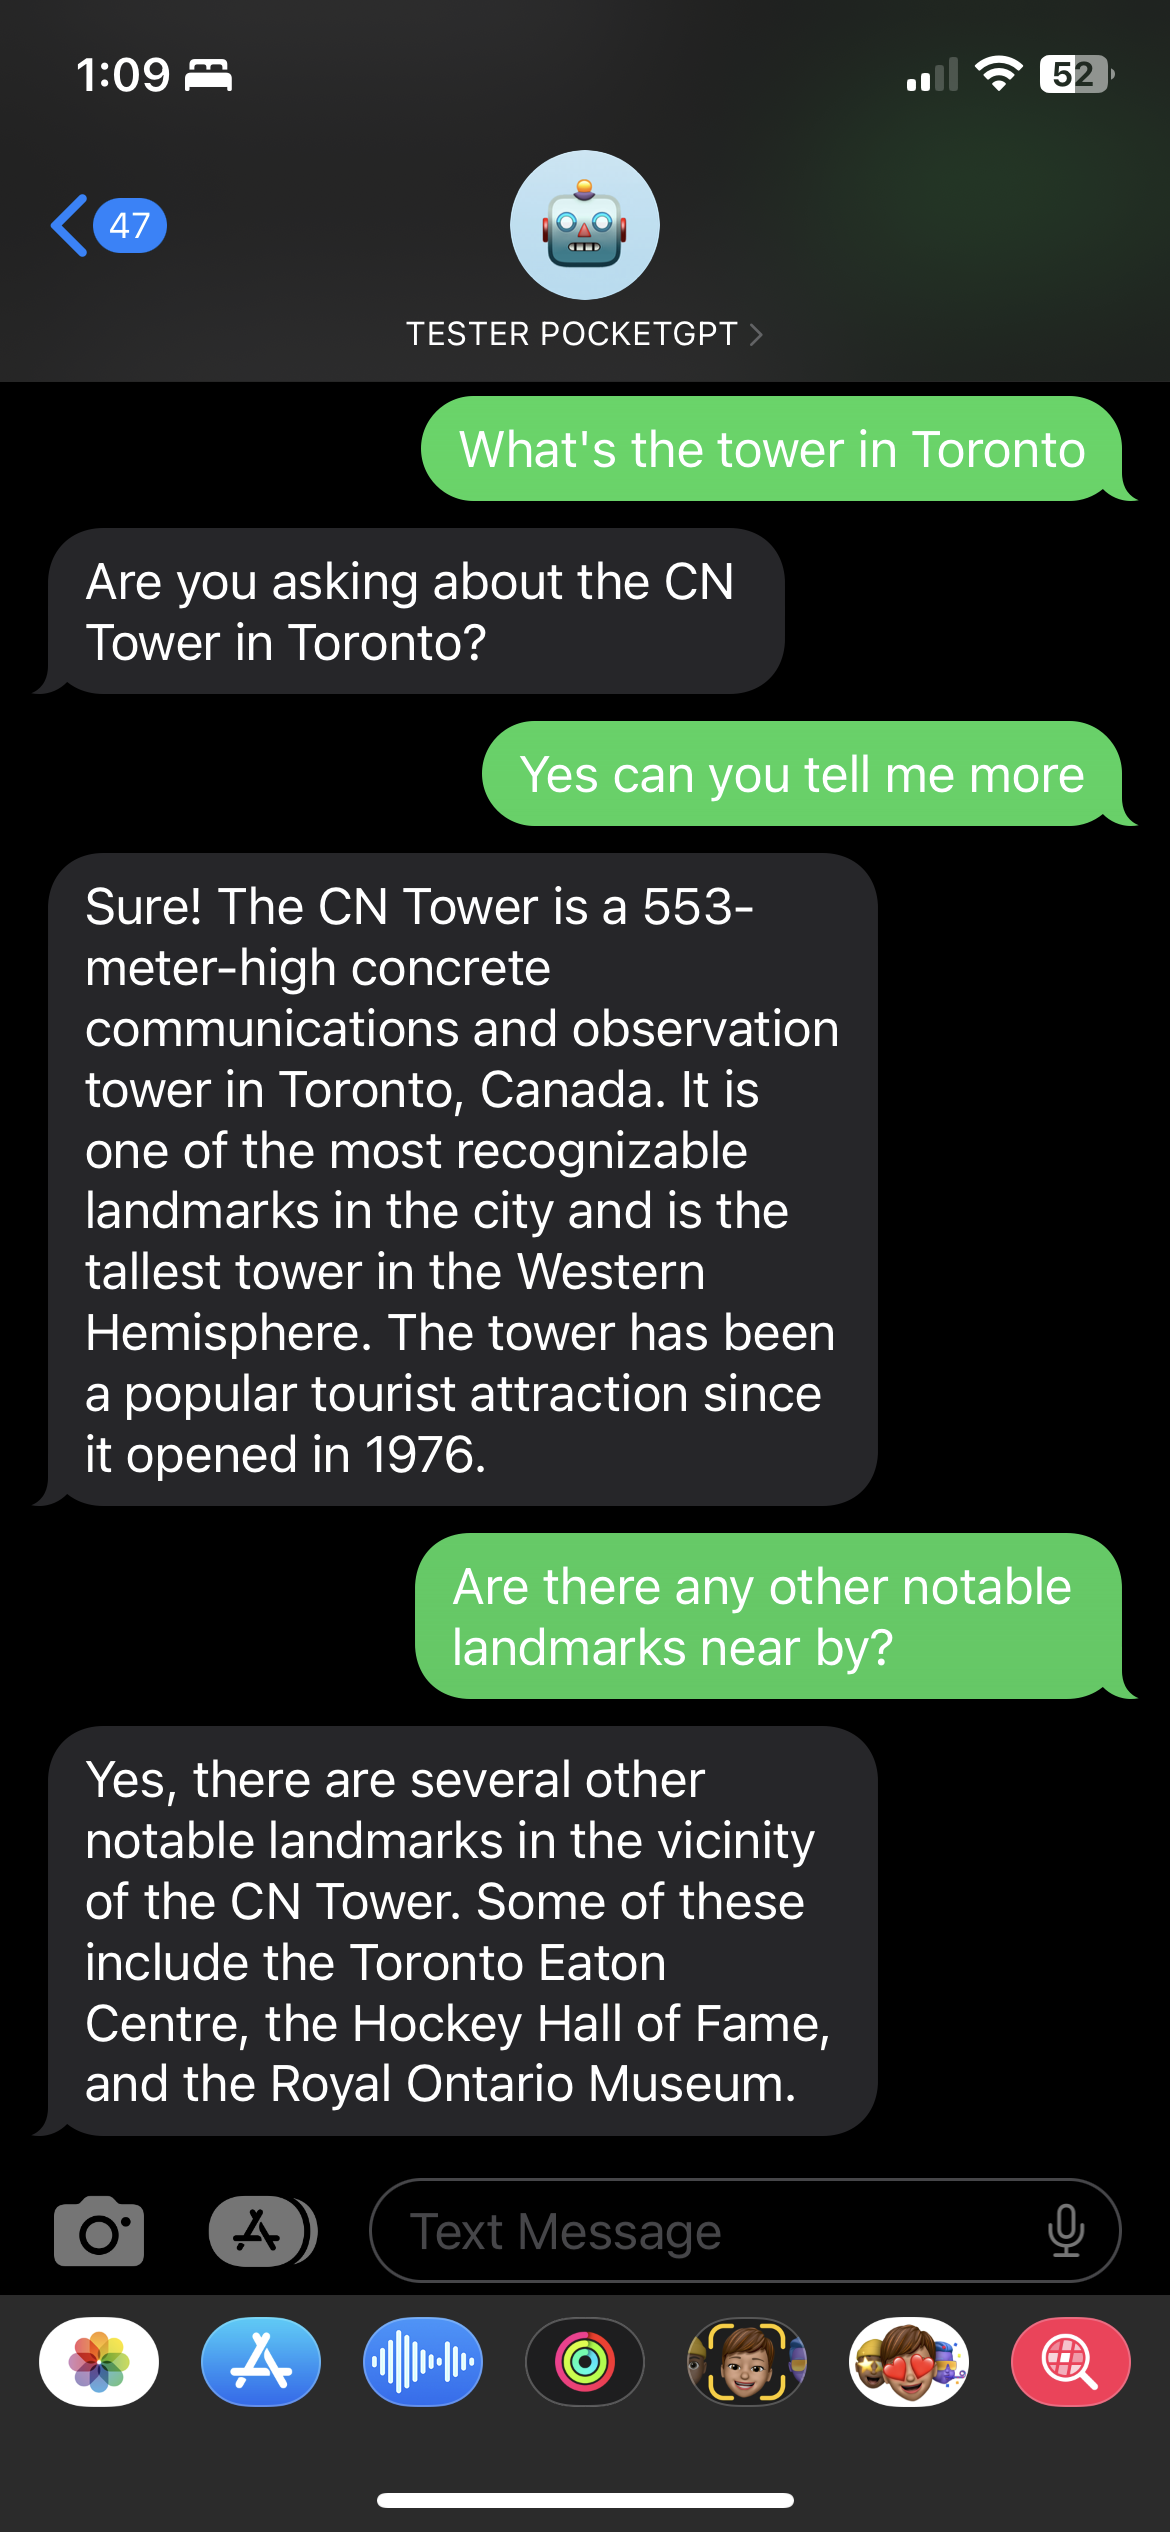 1:09
52
47
TESTER POCKETGPT
What's the tower in Toronto
Are you asking about the CN
Tower in Toronto?
Yes can you tell me more
Sure! The CN Tower is a 553-
meter-high concrete
communications and observation
tower in Toronto, Canada. It is
one of the most recognizable
landmarks in the city and is the
tallest tower in the Western
Hemisphere. The tower has been
a popular tourist attraction since
it opened in 1976.
Are there any other notable
landmarks near by?
Yes, there are several other
notable landmarks in the vicinity
of the CN Tower. Some of these
include the Toronto Eaton
Centre, the Hockey Hall of Fame,
and the Royal Ontario Museum.
Text Message